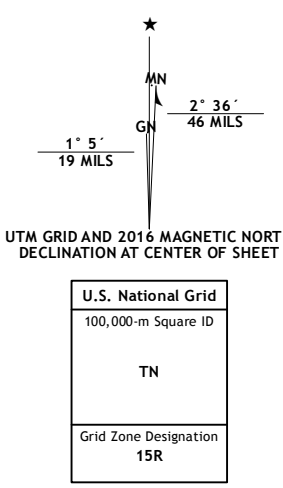 MN
GN
2° 36´
46 MILS
1° 5´
19 MILS
UTM GRID AND 2016 MAGNETIC NORT
DECLINATION AT CENTER OF SHEET
U.S. National Grid
100,000-m Square ID
TN
Grid Zone Designation
15R